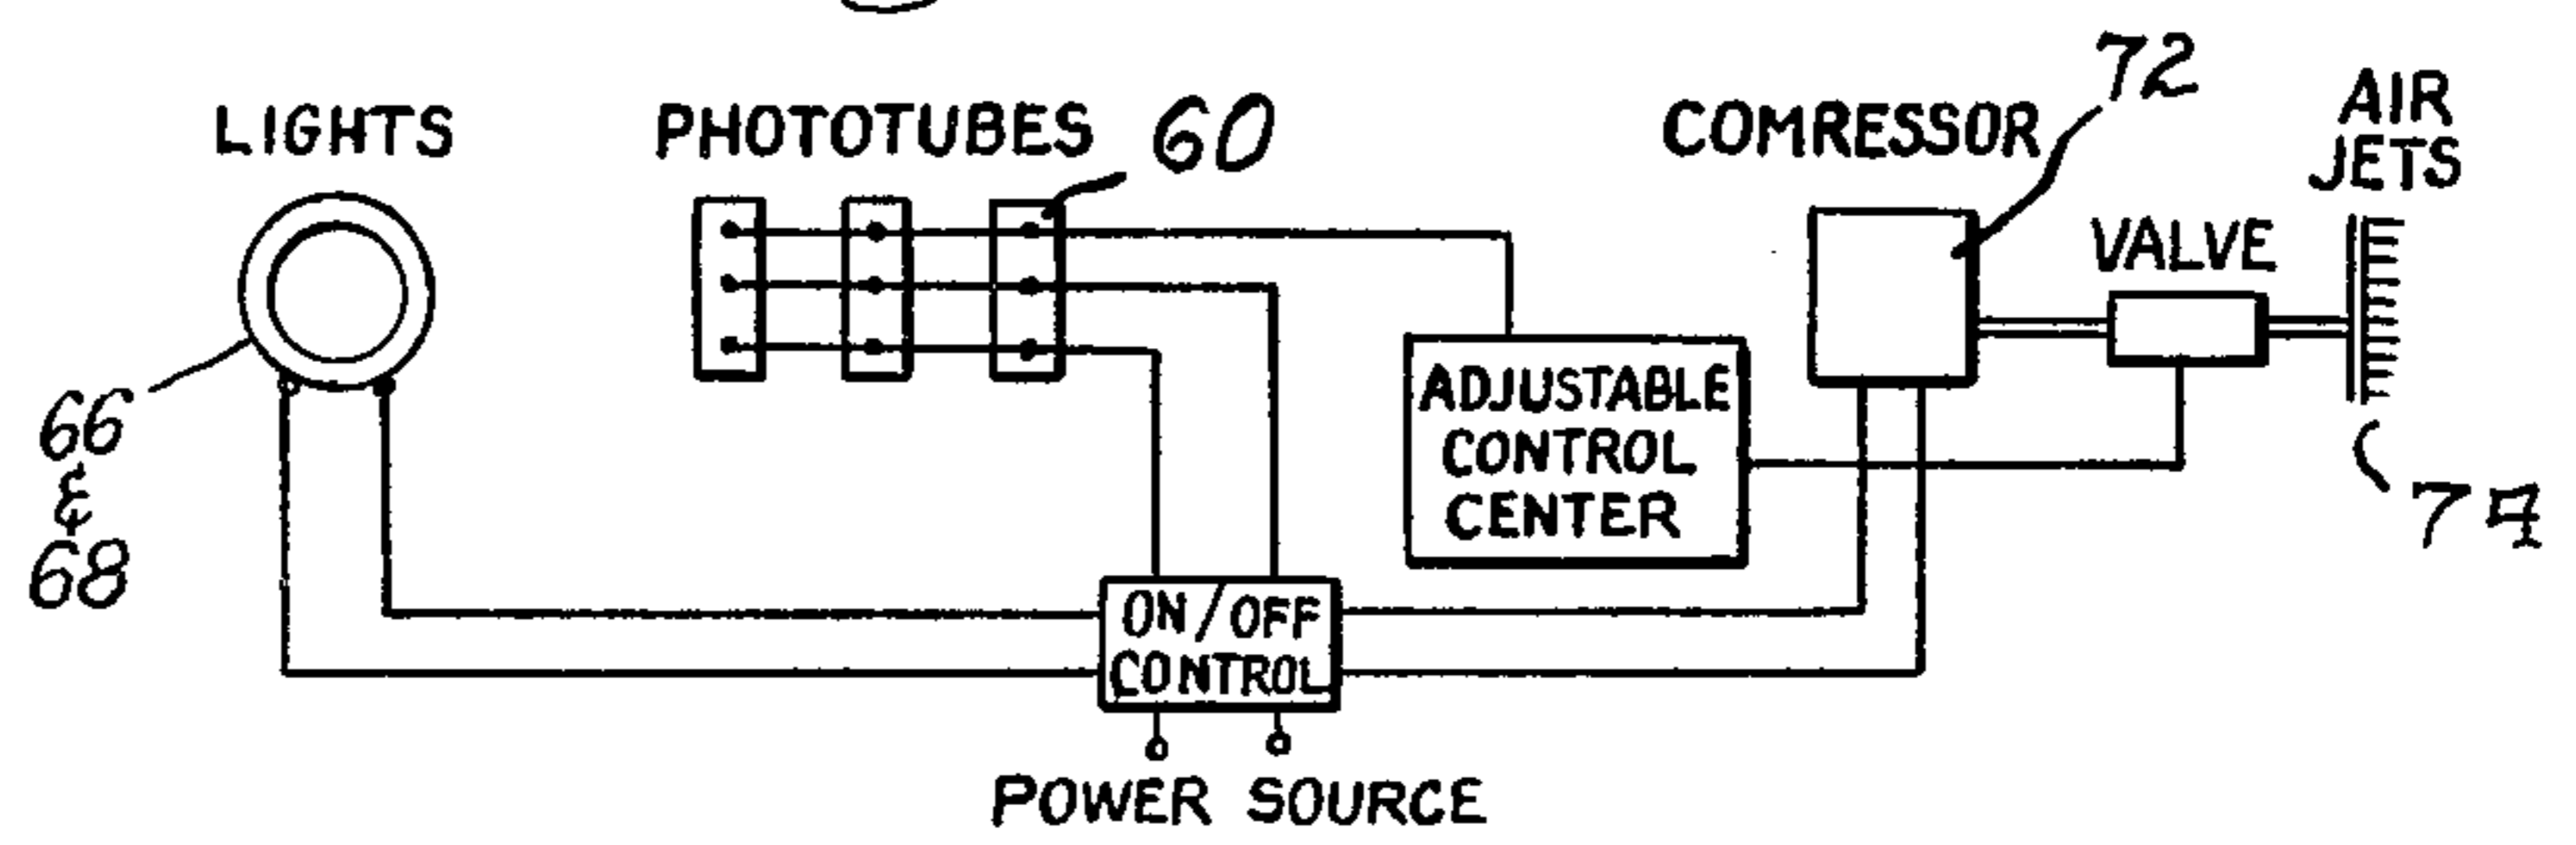 LIGHTS
PHOTOTUBES
60
COMRESSOR
72
AIR
JETS
VALVE
66
&
68
ADJUSTABLE
CONTROL
CENTER
74
ON/OFF
CONTROL
POWER SOURCE